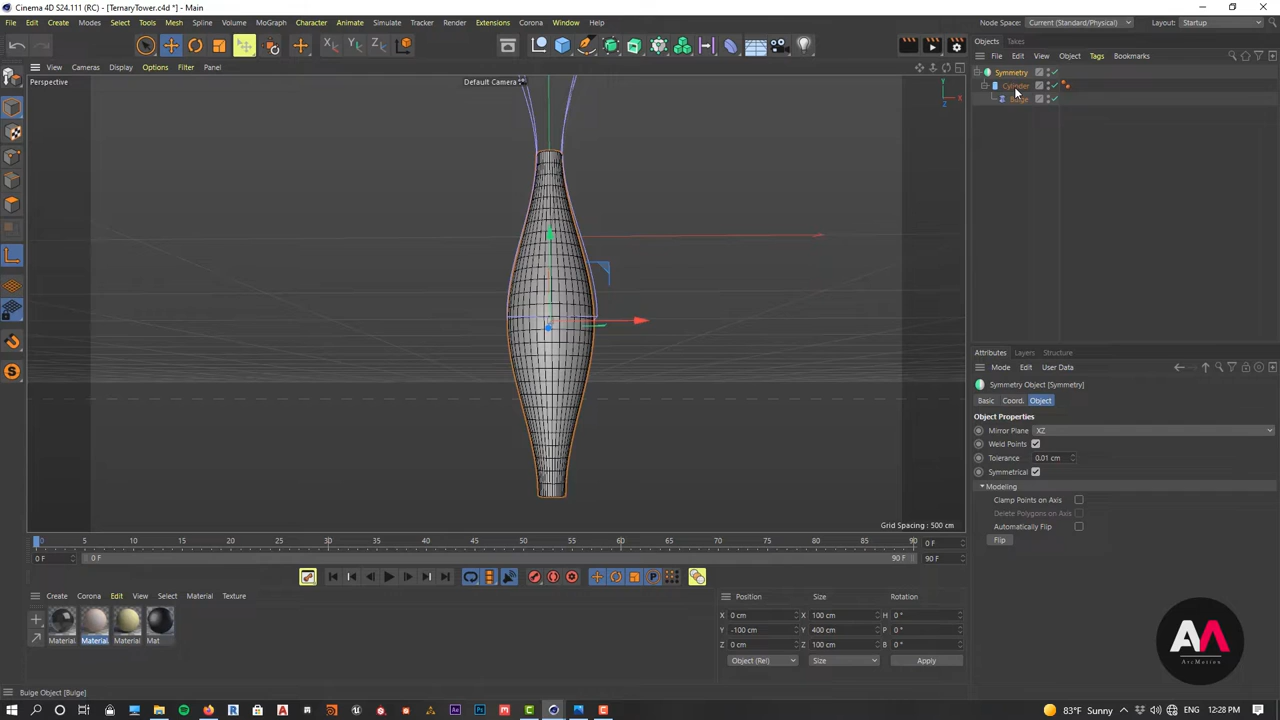 Cinema 4D S24.111 (RC) - [TernaryTower.c4d *] - Main
File Edit Create Modes Select Tools Spline Mesh Volume MoGraph Character Animate Simulate Tracker Render Extensions Corona Window Help
Node Space: Current (Standard/Physical) Layout: Startup
Objects Takes
File Edit View Object Tags Bookmarks
View Cameras Display Options Filter Panel
Perspective
Default Camera
Symmetry
Cylinder
Bulge
Y
X
Z
Attributes Layers Structure
Mode Edit User Data
Symmetry Object [Symmetry]
Basic Coord. Object
Object Properties
Mirror Plane XZ
Weld Points
Tolerance 0.01 cm
Symmetrical
Modeling
Clamp Points on Axis
Delete Polygons on Axis
Automatically Flip
Flip
Grid Spacing : 500 cm
0 5 10 15 20 25 30 35 40 45 50 55 60 65 70 75 80 85 90
0 F
0 F 0 F 90 F 90 F
Create Corona Edit View Select Material Texture
Material Material Material Mat
Position Size Rotation
X 0 cm X 100 cm H 0 °
Y -100 cm Y 400 cm P 0 °
Z 0 cm Z 100 cm B 0 °
Object (Rel) Size Apply
AM
ArcMotion
Bulge Object [Bulge]
83°F Sunny 12:28 PM